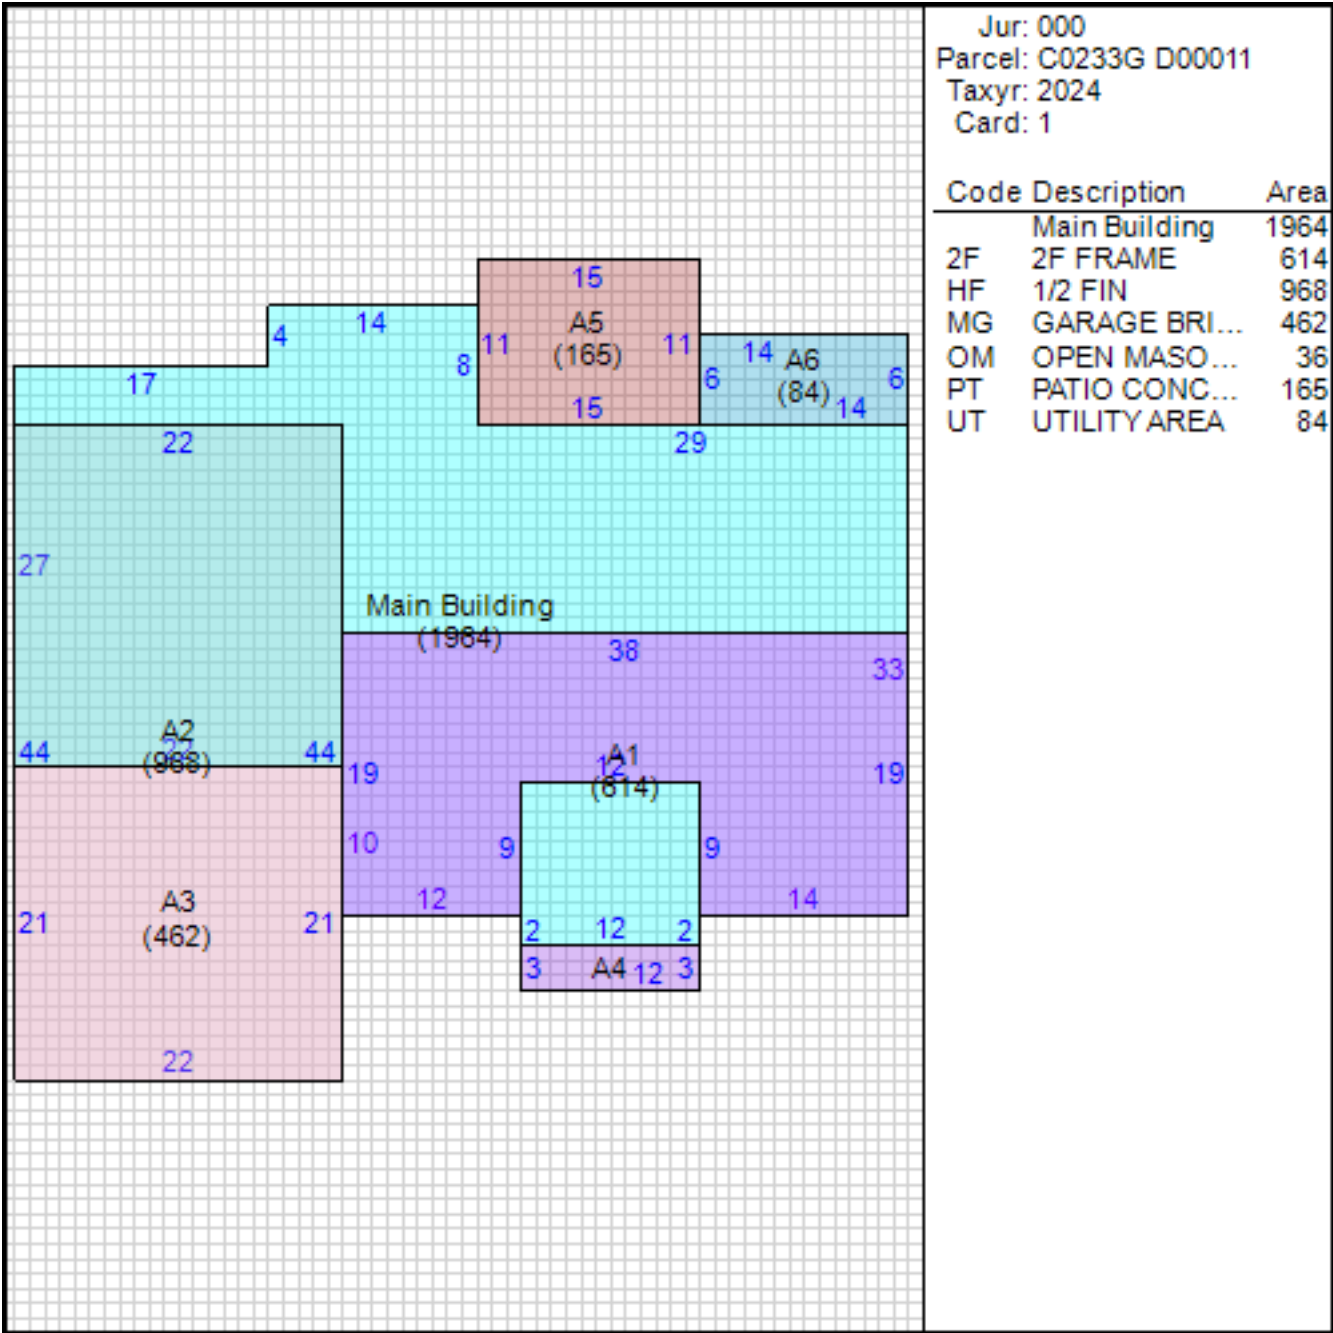 Jur: 000
Parcel: C0233G D00011
Taxyr: 2024
Card: 1
Code Description Area
Main Building 1964
2F 2F FRAME 614
HF 1/2 FIN 968
MG GARAGE BRI... 462
OM OPEN MASO... 36
PT PATIO CONC... 165
UT UTILITY AREA 84
15
4 14 A5
11 (165) 11
8
14 A6
6 (84) 6
17
15
14
22
29
27
Main Building
(1964)
38
33
A2
(968)
44
44
A1
12
(614)
19
19
10
9
9
12
14
A3
(462)
21
21
2 12 2
3 A4 12 3
22